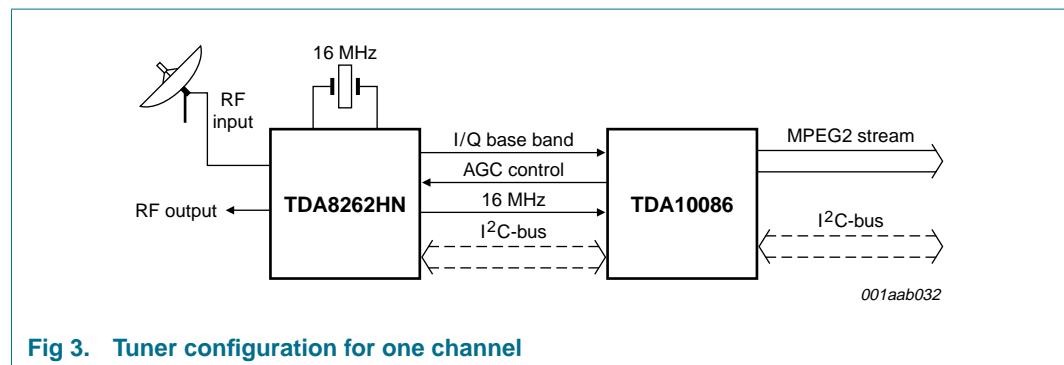 16 MHz
RF
input
I/Q base band
MPEG2 stream
AGC control
TDA8262HN
TDA10086
RF output
16 MHz
I2C-bus
I2C-bus
001aab032
Fig 3. Tuner configuration for one channel